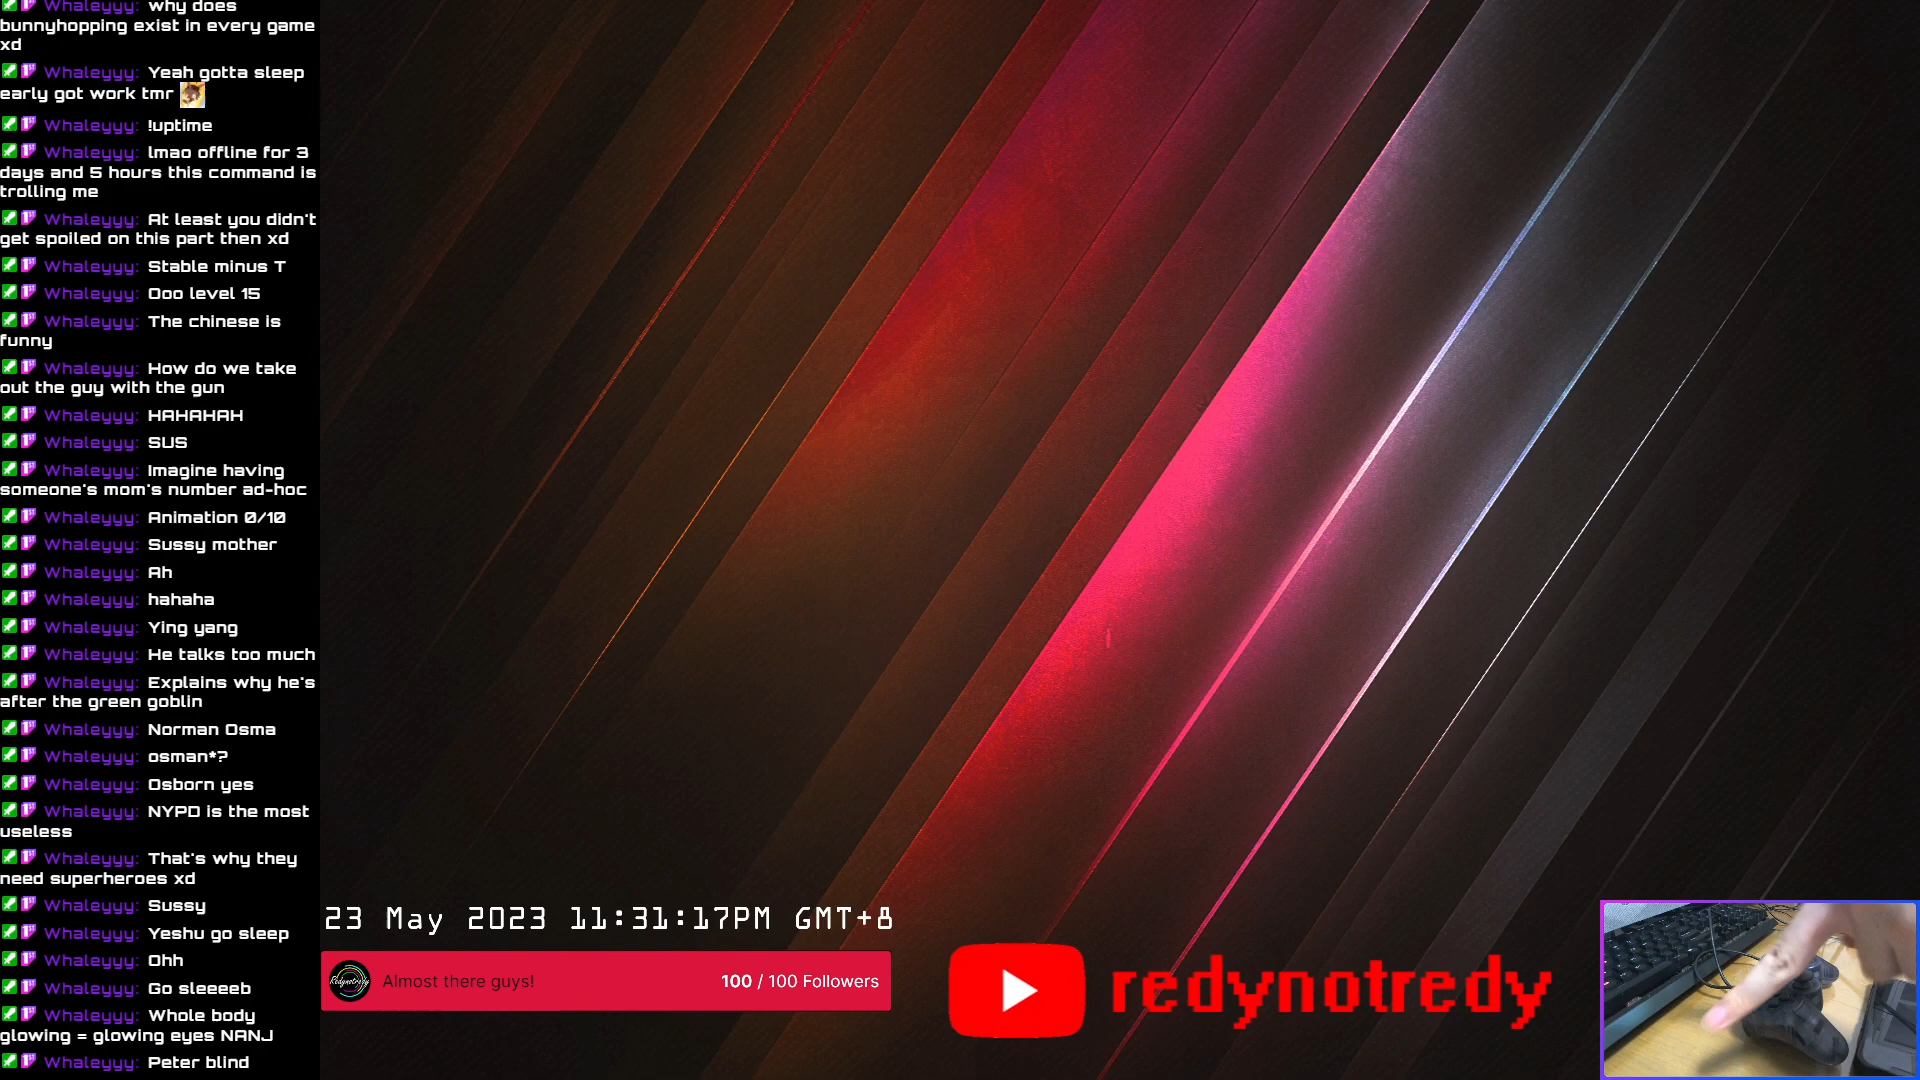 Whaleyyy: why does
bunnyhopping exist in every game
xd
Whaleyyy: Yeah gotta sleep
early got work tmr
Whaleyyy: !uptime
Whaleyyy: lmao offline for 3
days and 5 hours this command is
trolling me
Whaleyyy: At least you didn't
get spoiled on this part then xd
Whaleyyy: Stable minus T
Whaleyyy: Ooo level 15
Whaleyyy: The chinese is
funny
Whaleyyy: How do we take
out the guy with the gun
Whaleyyy: HAHAHAH
Whaleyyy: SUS
Whaleyyy: Imagine having
someone's mom's number ad-hoc
Whaleyyy: Animation 0/10
Whaleyyy: Sussy mother
Whaleyyy: Ah
Whaleyyy: hahaha
Whaleyyy: Ying yang
Whaleyyy: He talks too much
Whaleyyy: Explains why he's
after the green goblin
Whaleyyy: Norman Osma
Whaleyyy: osman*?
Whaleyyy: Osborn yes
Whaleyyy: NYPD is the most
useless
Whaleyyy: That's why they
need superheroes xd
Whaleyyy: Sussy
Whaleyyy: Yeshu go sleep
Whaleyyy: Ohh
Whaleyyy: Go sleeeeb
Whaleyyy: Whole body
glowing = glowing eyes NANJ
Whaleyyy: Peter blind
23 May 2023 11:31:17PM GMT+8
Redynotredy Almost there guys! 100 / 100 Followers
redynotredy